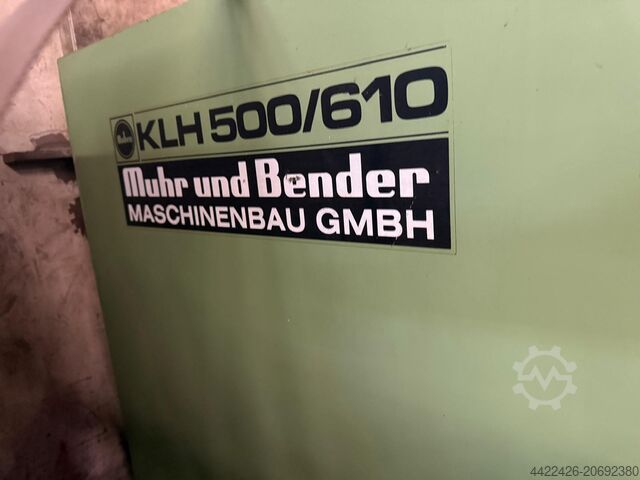 KLH 500/610
Muhr und Bender
MASCHINENBAU GMBH
4422426-20692380